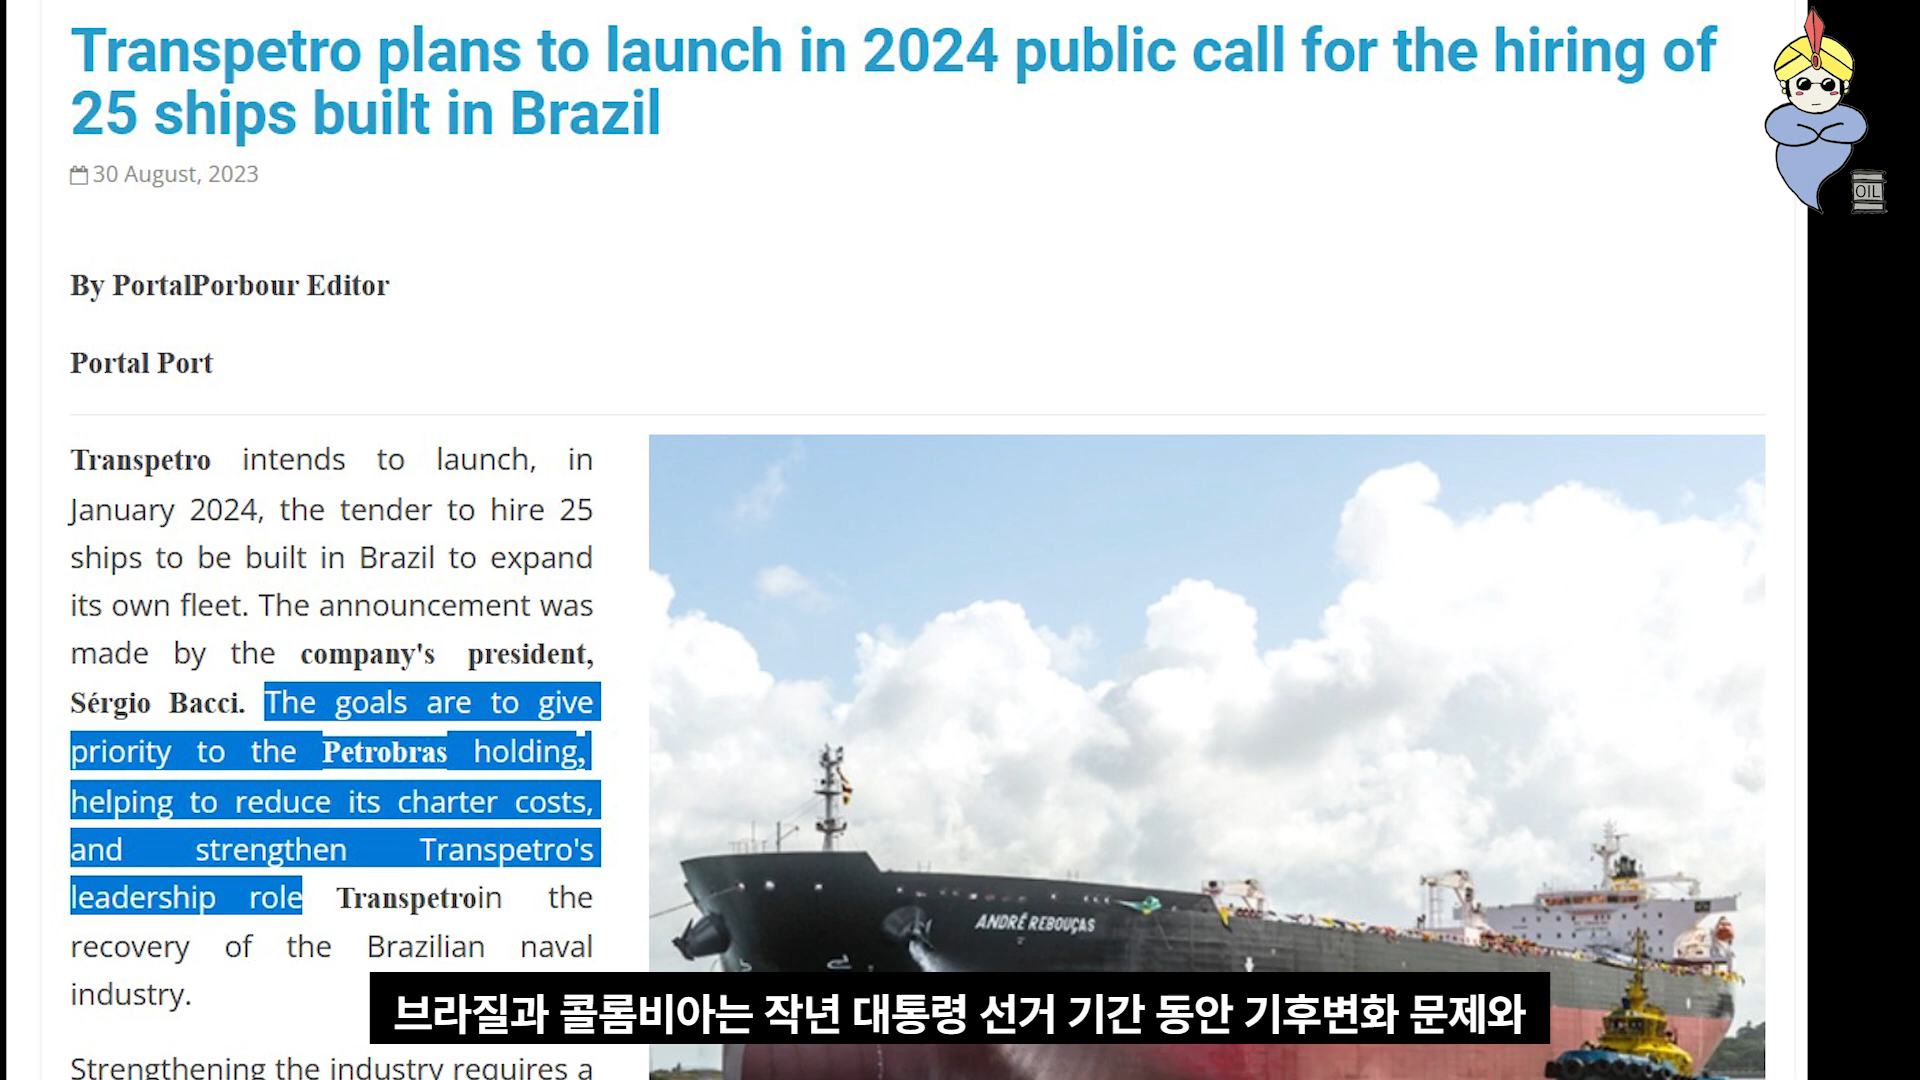 Transpetro plans to launch in 2024 public call for the hiring of
25 ships built in Brazil
30 August, 2023
By PortalPorbour Editor
Portal Port
Transpetro intends to launch, in
January 2024, the tender to hire 25
ships to be built in Brazil to expand
its own fleet. The announcement was
made by the company's president,
Sérgio Bacci. The goals are to give
priority to the Petrobras holding,
helping to reduce its charter costs,
and strengthen Transpetro's
leadership role Transpetroin the
recovery of the Brazilian naval
industry.
Strengthening the industry requires a
OIL
ANDRÉ REBOUÇAS
브라질과 콜롬비아는 작년 대통령 선거 기간 동안 기후변화 문제와